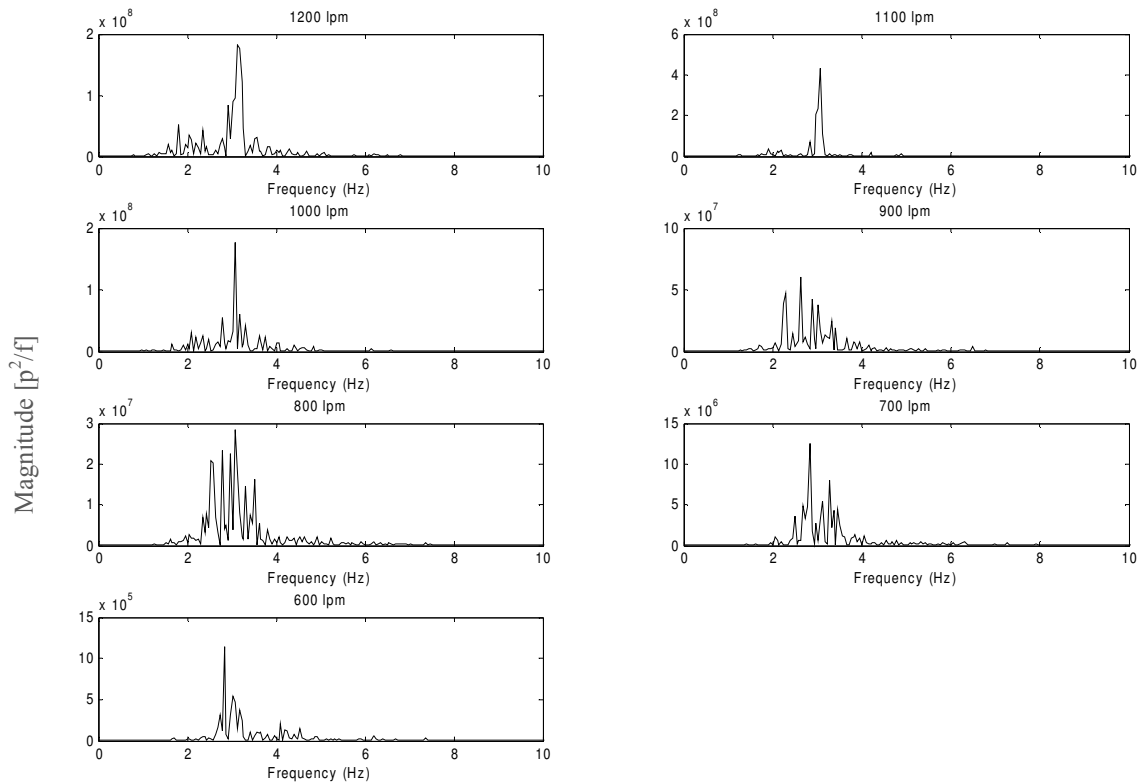 1200 lpm
x 10^8
2
1
0
0 2 4 6 8 10
Frequency (Hz)
1100 lpm
x 10^8
6
4
2
0
0 2 4 6 8 10
Frequency (Hz)
1000 lpm
x 10^8
2
1
0
0 2 4 6 8 10
Frequency (Hz)
900 lpm
x 10^7
10
5
0
0 2 4 6 8 10
Frequency (Hz)
Magnitude [p^2/f]
800 lpm
x 10^7
3
2
1
0
0 2 4 6 8 10
Frequency (Hz)
700 lpm
x 10^6
15
10
5
0
0 2 4 6 8 10
Frequency (Hz)
600 lpm
x 10^5
15
10
5
0
0 2 4 6 8 10
Frequency (Hz)